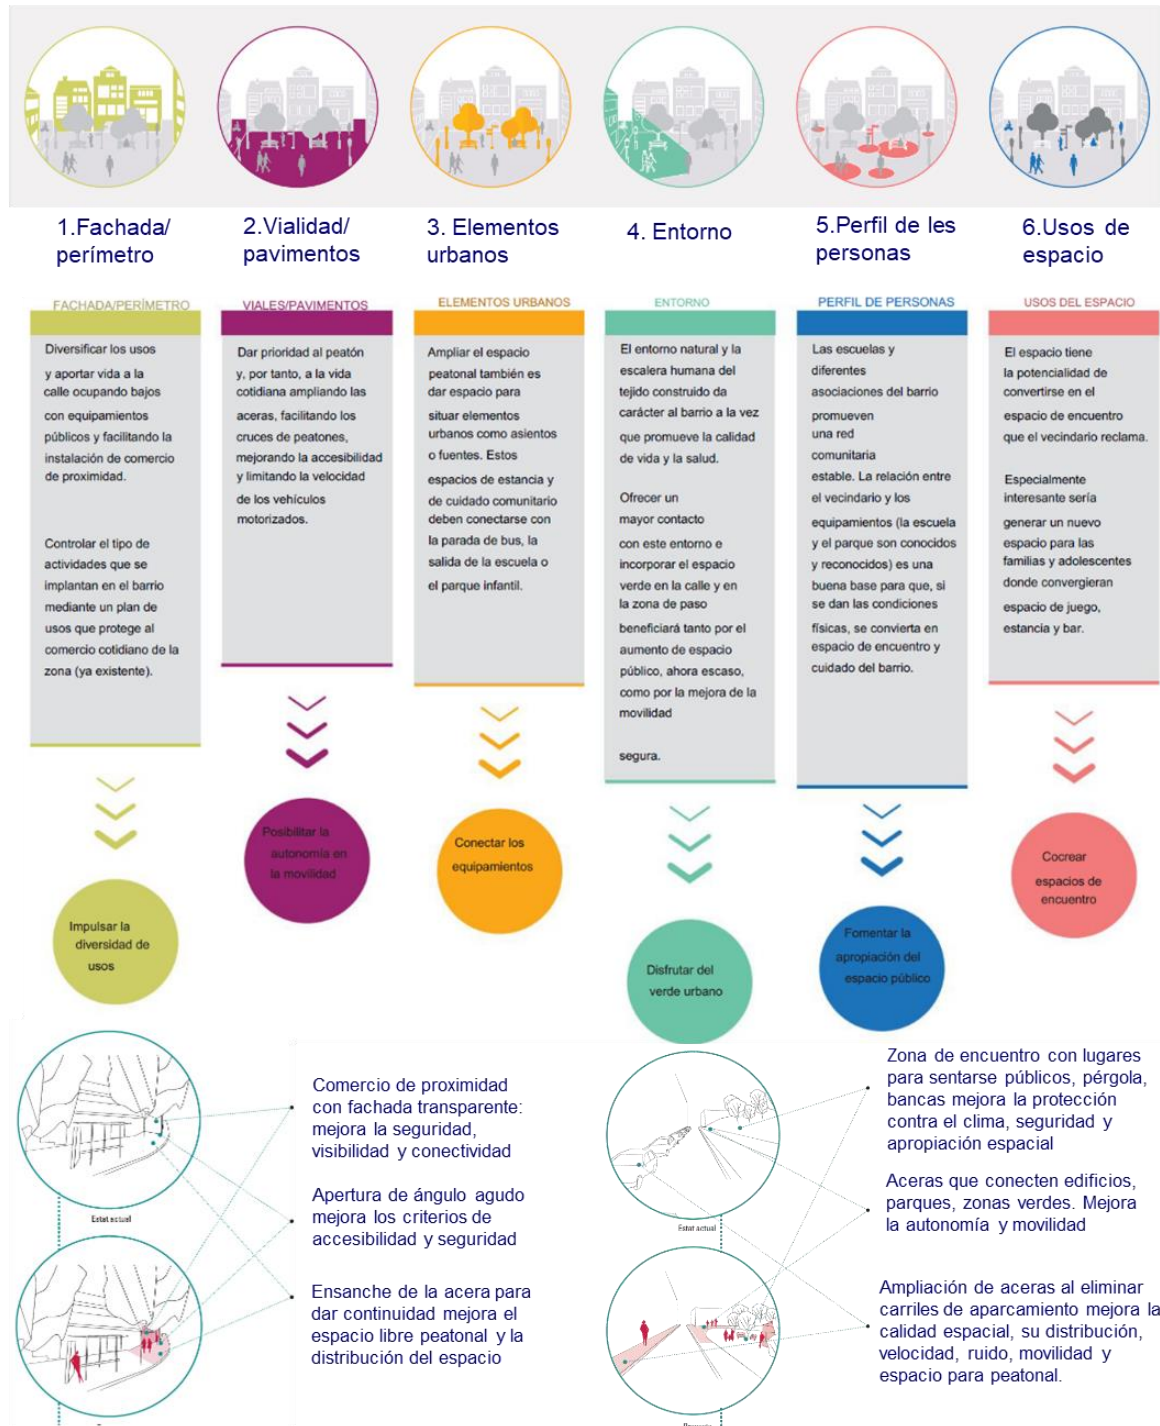 1.Fachada/
perímetro
2.Vialidad/
pavimentos
3. Elementos
urbanos
4. Entorno
5.Perfil de les
personas
6.Usos de
espacio
FACHADA/PERÍMETRO
Diversificar los usos
y aportar vida a la
calle ocupando bajos
con equipamientos
públicos y facilitando la
instalación de comercio
de proximidad.
Controlar el tipo de
actividades que se
implantan en el barrio
mediante un plan de
usos que protege al
comercio cotidiano de la
zona (ya existente).
Impulsar la
diversidad de
usos
VIALES/PAVIMENTOS
Dar prioridad al peatón
y, por tanto, a la vida
cotidiana ampliando las
aceras, facilitando los
cruces de peatones,
mejorando la accesibilidad
y limitando la velocidad
de los vehículos
motorizados.
Posibilitar la
autonomía en
la movilidad
ELEMENTOS URBANOS
Ampliar el espacio
peatonal también es
dar espacio para
situar elementos
urbanos como asientos
o fuentes. Estos
espacios de estancia y
de cuidado comunitario
deben conectarse con
la parada de bus, la
salida de la escuela o
el parque infantil.
Conectar los
equipamientos
ENTORNO
El entorno natural y la
escalera humana del
tejido construido da
carácter al barrio a la vez
que promueve la calidad
de vida y la salud.
Ofrecer un
mayor contacto
con este entorno e
incorporar el espacio
verde en la calle y en
la zona de paso
beneficiará tanto por el
aumento de espacio
público, ahora escaso,
como por la mejora de la
movilidad
segura.
Disfrutar del
verde urbano
PERFIL DE PERSONAS
Las escuelas y
diferentes
asociaciones del barrio
promueven
una red
comunitaria
estable. La relación entre
el vecindario y los
equipamientos (la escuela
y el parque son conocidos
y reconocidos) es una
buena base para que, si
se dan las condiciones
físicas, se convierta en
espacio de encuentro y
cuidado del barrio.
Fomentar la
apropiación del
espacio público
USOS DEL ESPACIO
El espacio tiene
la potencialidad de
convertirse en el
espacio de encuentro
que el vecindario reclama.
Especialmente
interesante sería
generar un nuevo
espacio para las
familias y adolescentes
donde convergieran
espacio de juego,
estancia y bar.
Cocrear
espacios de
encuentro
Estat actual
Comercio de proximidad
con fachada transparente:
mejora la seguridad,
visibilidad y conectividad
Apertura de ángulo agudo
mejora los criterios de
accesibilidad y seguridad
Ensanche de la acera para
dar continuidad mejora el
espacio libre peatonal y la
distribución del espacio
Estat actual
Zona de encuentro con lugares
para sentarse públicos, pérgola,
bancas mejora la protección
contra el clima, seguridad y
apropiación espacial
Aceras que conecten edificios,
parques, zonas verdes. Mejora
la autonomía y movilidad
Ampliación de aceras al eliminar
carriles de aparcamiento mejora la
calidad espacial, su distribución,
velocidad, ruido, movilidad y
espacio para peatonal.